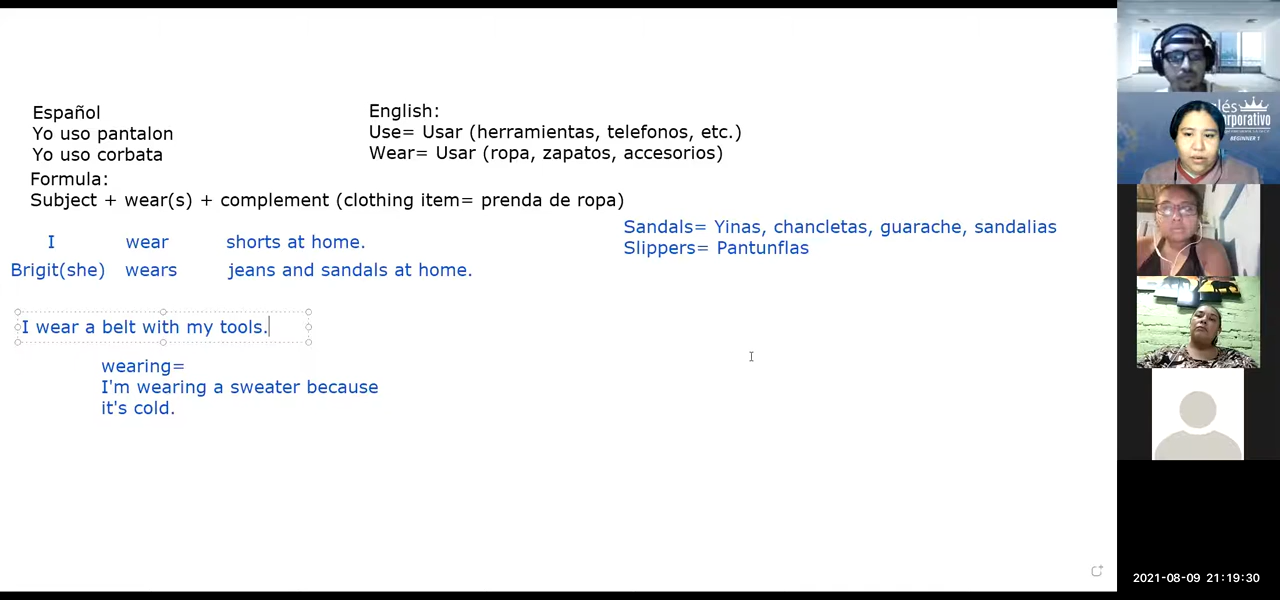 Español
Yo uso pantalon
Yo uso corbata
English:
Use= Usar (herramientas, telefonos, etc.)
Wear= Usar (ropa, zapatos, accesorios)
Formula:
Subject + wear(s) + complement (clothing item= prenda de ropa)
I wear shorts at home.
Brigit(she) wears jeans and sandals at home.
Sandals= Yinas, chancletas, guarache, sandalias
Slippers= Pantunflas
I wear a belt with my tools.
wearing=
I'm wearing a sweater because
it's cold.
BEGINNER 1
2021-08-09 21:19:30